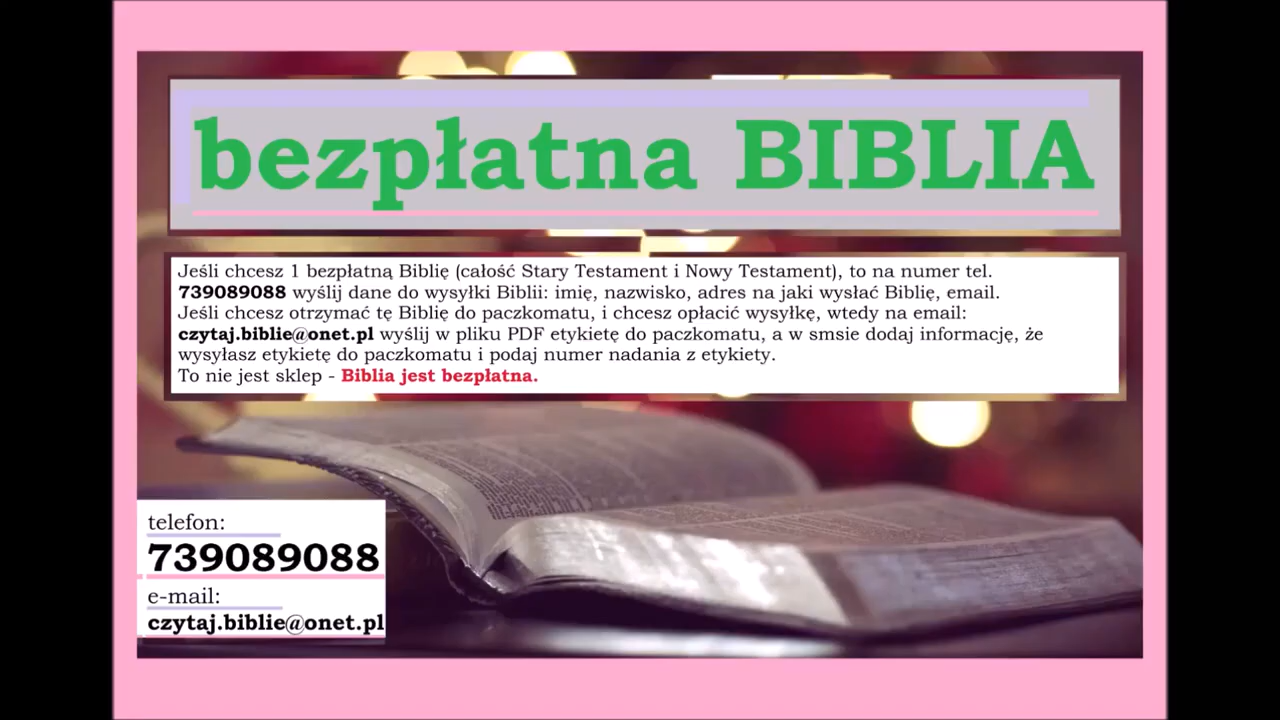 bezpłatna BIBLIA
Jeśli chcesz 1 bezpłatną Biblię (całość Stary Testament i Nowy Testament), to na numer tel.
739089088 wyślij dane do wysyłki Biblii: imię, nazwisko, adres na jaki wysłać Biblię, email.
Jeśli chcesz otrzymać tę Biblię do paczkomatu, i chcesz opłacić wysyłkę, wtedy na email:
czytaj.biblie@onet.pl wyślij w pliku PDF etykietę do paczkomatu, a w smsie dodaj informację, że
wysyłasz etykietę do paczkomatu i podaj numer nadania z etykiety.
To nie jest sklep - Biblia jest bezpłatna.
telefon:
739089088
e-mail:
czytaj.biblie@onet.pl